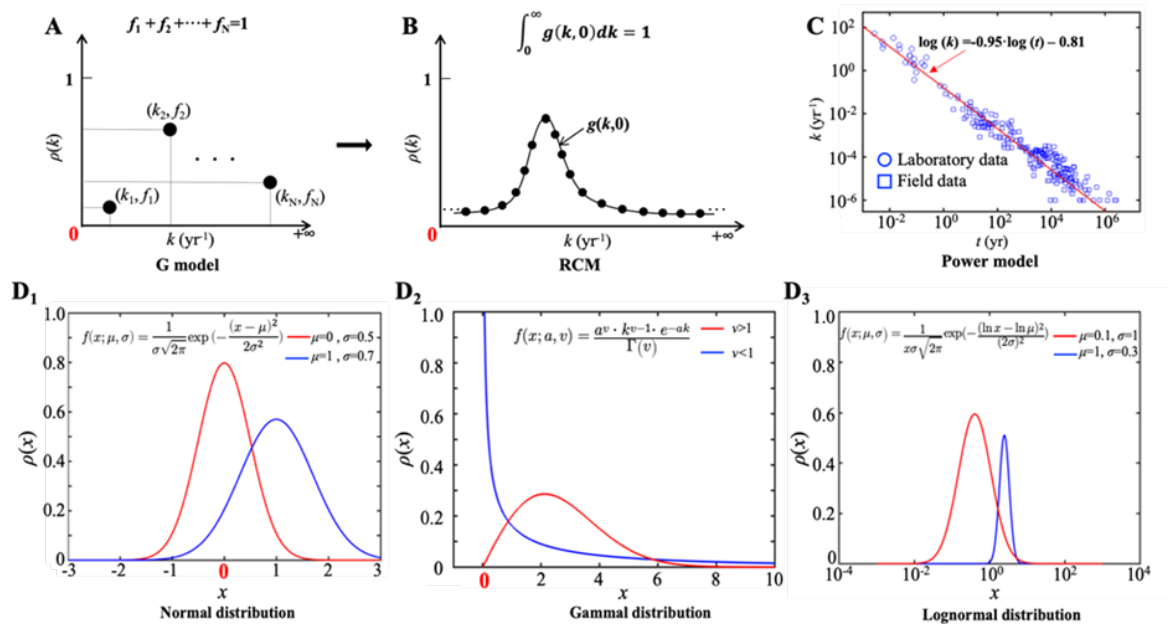 A
f₁ + f₂ +···+ f_N=1
1
ρ(k)
(k₂, f₂)
· · ·
(k₁, f₁)
(k_N, f_N)
0
k (yr⁻¹)
+∞
G model
B
∫₀^∞ g(k, 0)dk = 1
1
ρ(k)
g(k,0)
...
...
0
k (yr⁻¹)
+∞
RCM
C
log (k) =-0.95·log (t) – 0.81
k (yr⁻¹)
10²
10⁰
10⁻²
10⁻⁴
10⁻⁶
Laboratory data
Field data
10⁻² 10⁰ 10² 10⁴ 10⁶
t (yr)
Power model
D₁
f(x; μ, σ) = 1/(σ√2π) exp(−(x − μ)²/2σ²)
μ=0 , σ=0.5
μ=1 , σ=0.7
ρ(x)
1.0
0.8
0.6
0.4
0.2
0
-3 -2 -1 0 1 2 3
x
Normal distribution
D₂
f(x; a, v) = a^v · k^(v−1) · e^(−ak) / Γ(v)
v>1
v<1
ρ(x)
1.0
0.8
0.6
0.4
0.2
0
0 2 4 6 8 10
x
Gammal distribution
D₃
f(x; μ, σ) = 1/(xσ√2π) exp(−(ln x − ln μ)²/(2σ)²)
μ=0.1, σ=1
μ=1, σ=0.3
ρ(x)
1.0
0.8
0.6
0.4
0.2
0
10⁻⁴ 10⁻² 10⁰ 10² 10⁴
x
Lognormal distribution